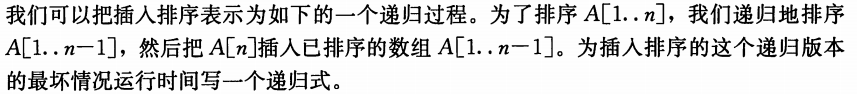 我们可以把插入排序表示为如下的一个递归过程。为了排序 A[1..n]，我们递归地排序
A[1..n−1]，然后把 A[n]插入已排序的数组 A[1..n−1]。为插入排序的这个递归版本
的最坏情况运行时间写一个递归式。